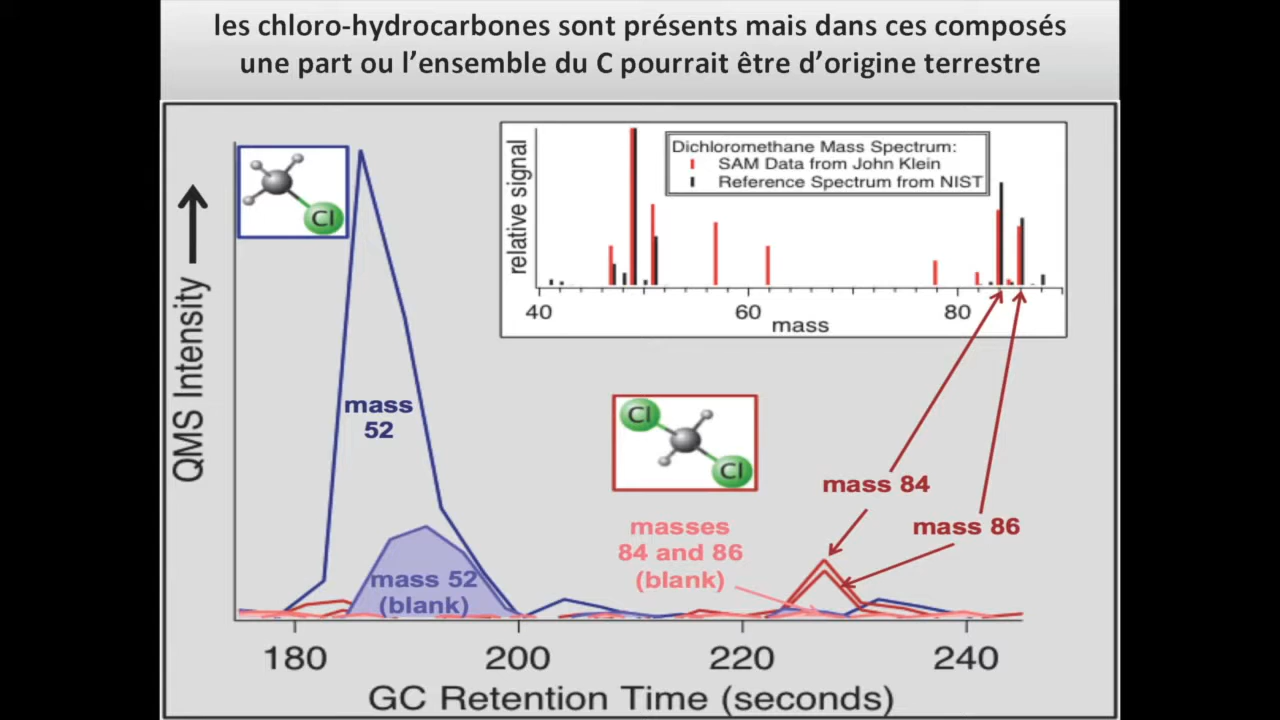 les chloro-hydrocarbones sont présents mais dans ces composés
une part ou l’ensemble du C pourrait être d’origine terrestre
QMS Intensity
Cl
mass
52
mass 52
(blank)
relative signal
Dichloromethane Mass Spectrum:
SAM Data from John Klein
Reference Spectrum from NIST
40 60 80
mass
Cl
Cl
masses
84 and 86
(blank)
mass 84
mass 86
180 200 220 240
GC Retention Time (seconds)